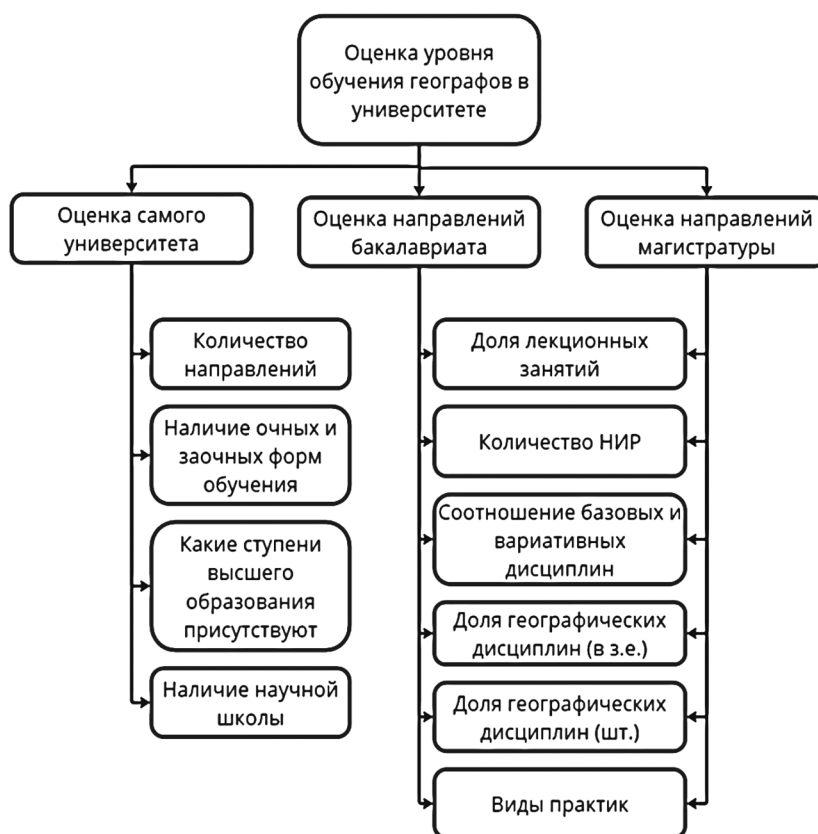 Оценка уровня
обучения географов в
университете
Оценка самого
университета
Оценка направлений
бакалавриата
Оценка направлений
магистратуры
Количество
направлений
Наличие очных и
заочных форм
обучения
Какие ступени
высшего
образования
присутствуют
Наличие научной
школы
Доля лекционных
занятий
Количество НИР
Соотношение базовых и
вариативных
дисциплин
Доля географических
дисциплин (в з.е.)
Доля географических
дисциплин (шт.)
Виды практик